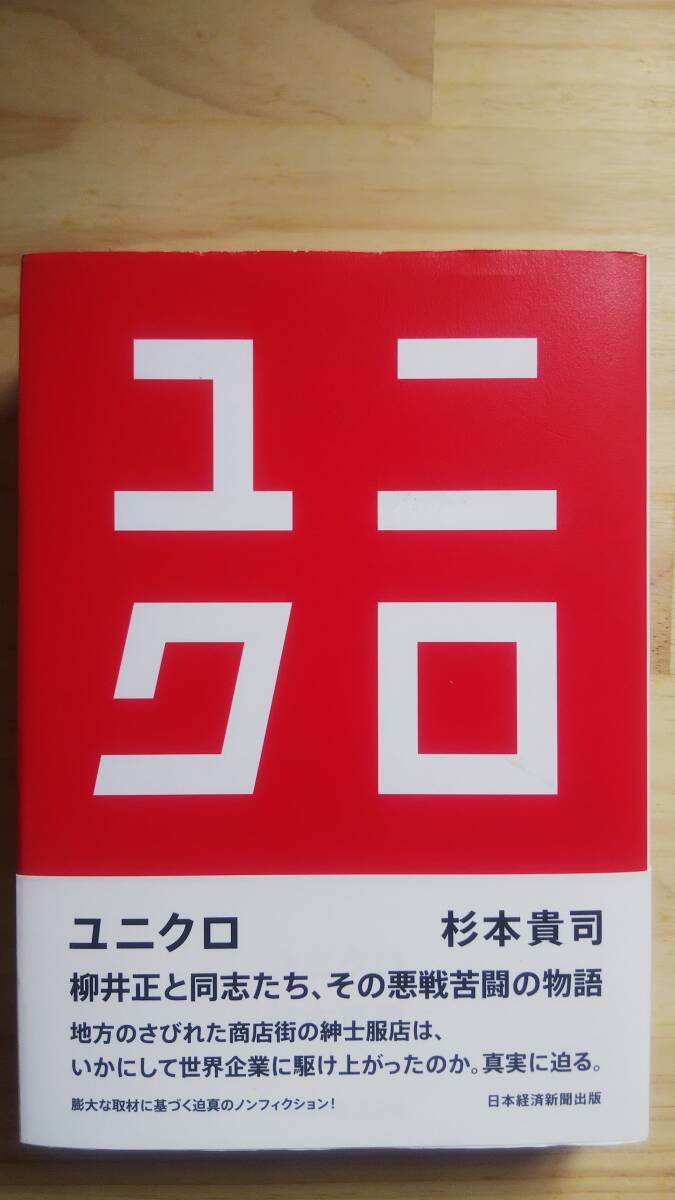 ユニ
クロ
ユニクロ 杉本貴司
柳井正と同志たち、その悪戦苦闘の物語
地方のさびれた商店街の紳士服店は、
いかにして世界企業に駆け上がったのか。真実に迫る。
膨大な取材に基づく迫真のノンフィクション! 日本経済新聞出版